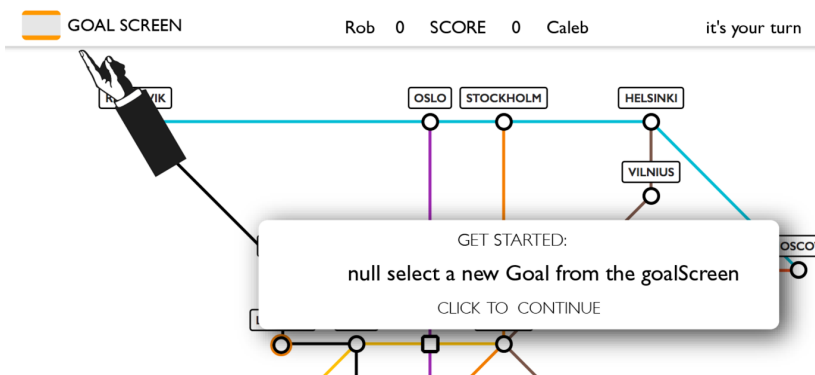 GOAL SCREEN
Rob 0 SCORE 0 Caleb
it's your turn
OSLO
STOCKHOLM
HELSINKI
VILNIUS
GET STARTED:
null select a new Goal from the goalScreen
CLICK TO CONTINUE